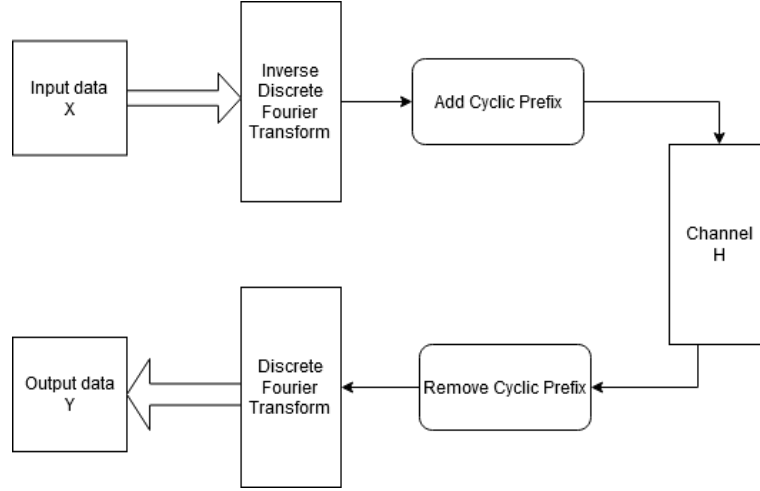 Input data
X
Inverse
Discrete
Fourier
Transform
Add Cyclic Prefix
Channel
H
Remove Cyclic Prefix
Discrete
Fourier
Transform
Output data
Y